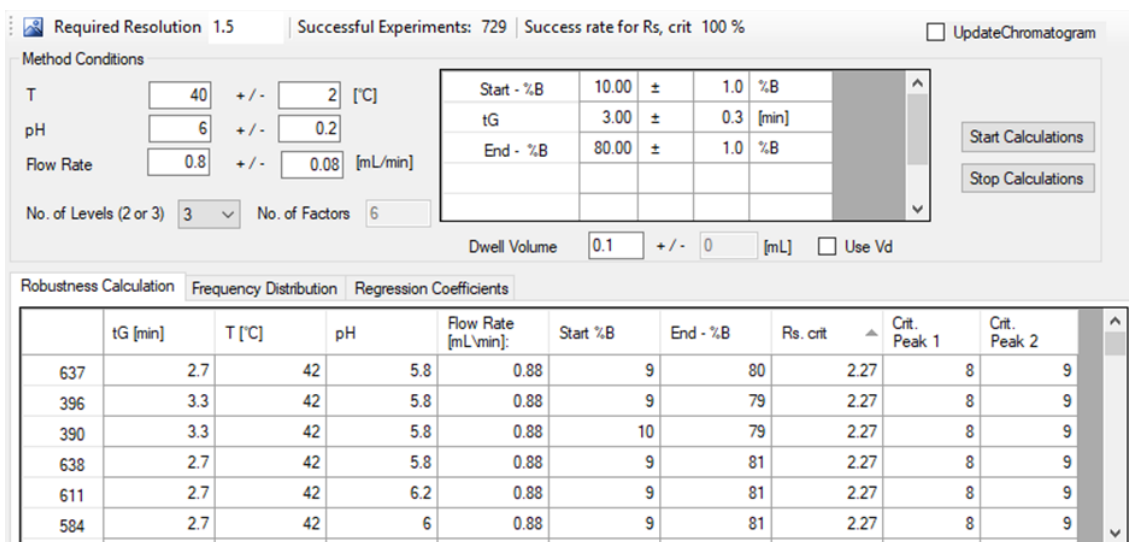 Required Resolution 1.5 Successful Experiments: 729 Success rate for Rs, crit 100 % UpdateChromatogram
Method Conditions
T 40 + / - 2 [°C]
pH 6 + / - 0.2
Flow Rate 0.8 + / - 0.08 [mL/min]
No. of Levels (2 or 3) 3 No. of Factors 6
Start - %B 10.00 ± 1.0 %B
tG 3.00 ± 0.3 [min]
End - %B 80.00 ± 1.0 %B
Dwell Volume 0.1 + / - 0 [mL] Use Vd
Start Calculations
Stop Calculations
Robustness Calculation Frequency Distribution Regression Coefficients
tG [min] T [°C] pH Flow Rate [mL\min]: Start %B End - %B Rs. crit Crit. Peak 1 Crit. Peak 2
637 2.7 42 5.8 0.88 9 80 2.27 8 9
396 3.3 42 5.8 0.88 9 79 2.27 8 9
390 3.3 42 5.8 0.88 10 79 2.27 8 9
638 2.7 42 5.8 0.88 9 81 2.27 8 9
611 2.7 42 6.2 0.88 9 81 2.27 8 9
584 2.7 42 6 0.88 9 81 2.27 8 9